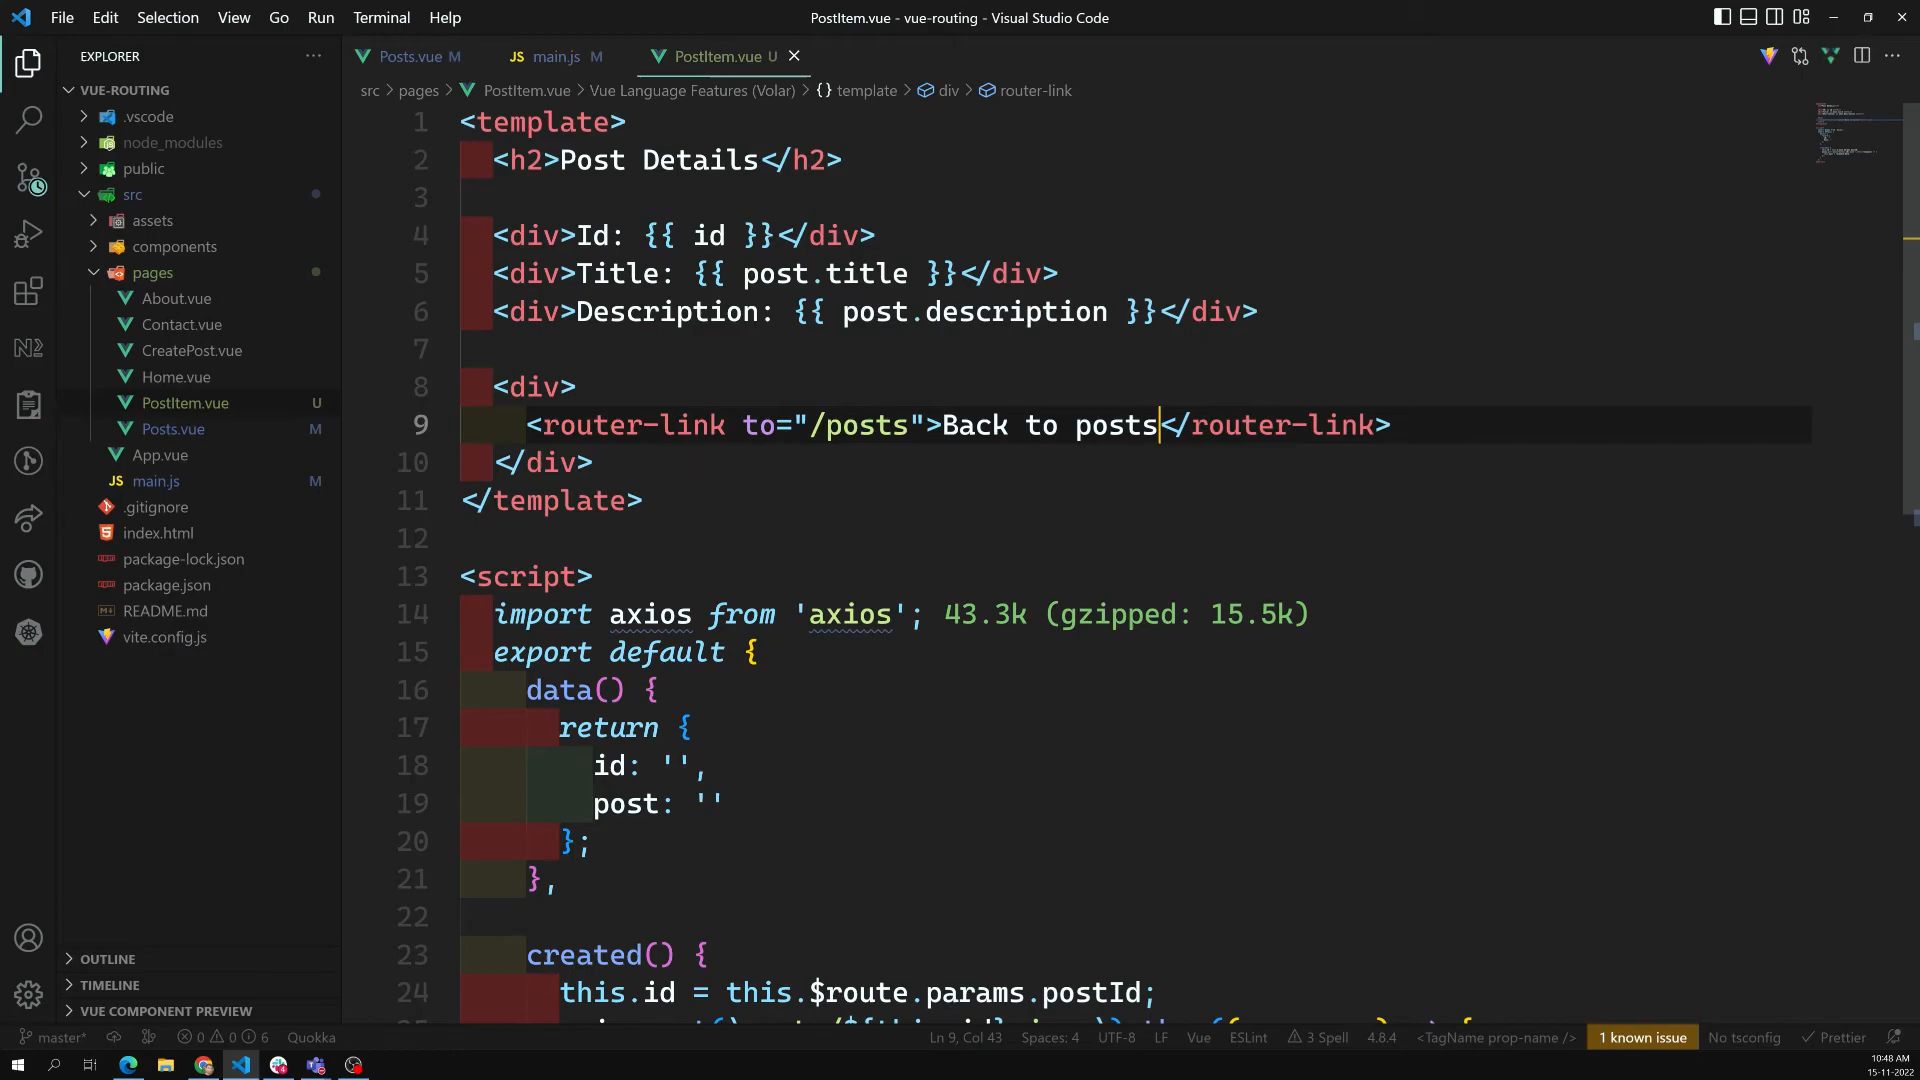 File Edit Selection View Go Run Terminal Help
PostItem.vue - vue-routing - Visual Studio Code
EXPLORER
Posts.vue M
JS main.js M
PostItem.vue U
src > pages > PostItem.vue > Vue Language Features (Volar) > {} template > div > router-link
VUE-ROUTING
.vscode
node_modules
public
src
assets
components
pages
About.vue
Contact.vue
CreatePost.vue
Home.vue
PostItem.vue U
Posts.vue M
App.vue
JS main.js M
.gitignore
index.html
package-lock.json
package.json
README.md
vite.config.js
OUTLINE
TIMELINE
VUE COMPONENT PREVIEW
1 <template>
2 <h2>Post Details</h2>
3
4 <div>Id: {{ id }}</div>
5 <div>Title: {{ post.title }}</div>
6 <div>Description: {{ post.description }}</div>
7
8 <div>
9 <router-link to="/posts">Back to posts</router-link>
10 </div>
11 </template>
12
13 <script>
14 import axios from 'axios'; 43.3k (gzipped: 15.5k)
15 export default {
16 data() {
17 return {
18 id: '',
19 post: ''
20 };
21 },
22
23 created() {
24 this.id = this.$route.params.postId;
master* 0 0 6 Quokka
Ln 9, Col 43 Spaces: 4 UTF-8 LF Vue ESLint 3 Spell 4.8.4 <TagName prop-name /> 1 known issue No tsconfig Prettier
10:48 AM
15-11-2022